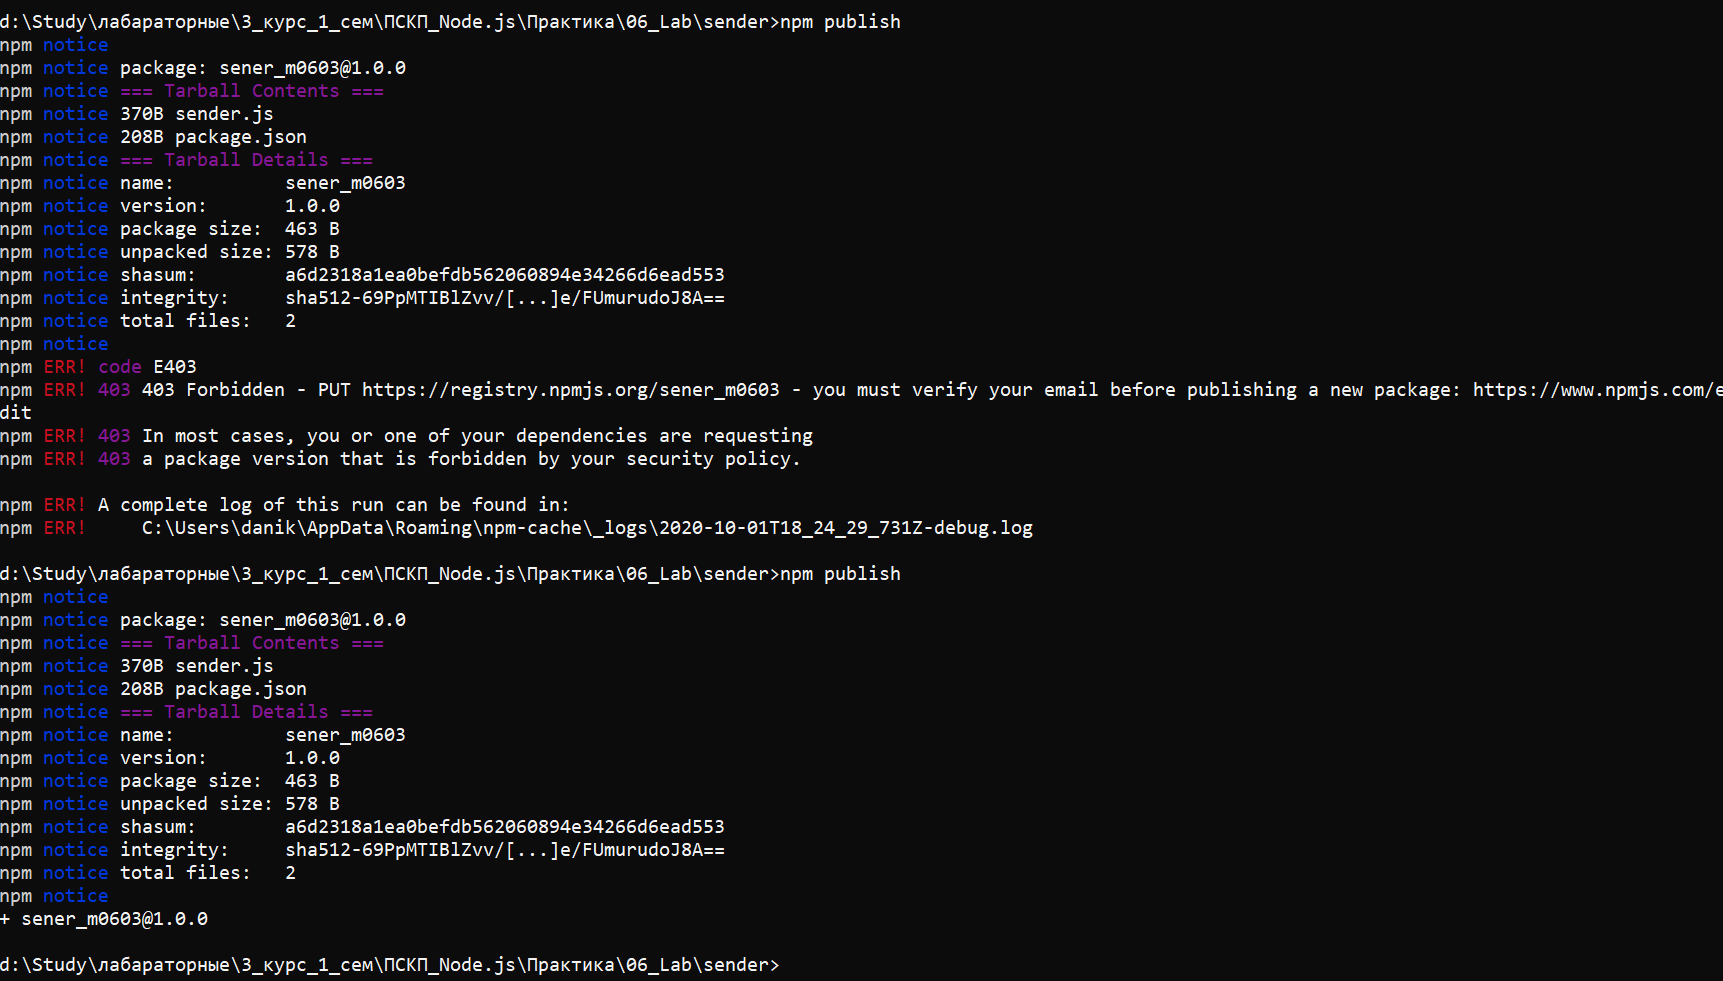 d:\Study\лабараторные\3_курс_1_сем\ПСКП_Node.js\Практика\06_Lab\sender>npm publish
npm notice
npm notice package: sener_m0603@1.0.0
npm notice === Tarball Contents ===
npm notice 370B sender.js
npm notice 208B package.json
npm notice === Tarball Details ===
npm notice name:          sener_m0603
npm notice version:       1.0.0
npm notice package size:  463 B
npm notice unpacked size: 578 B
npm notice shasum:        a6d2318a1ea0befdb562060894e34266d6ead553
npm notice integrity:     sha512-69PpMTIBlZvv/[...]e/FUmurudoJ8A==
npm notice total files:   2
npm notice
npm ERR! code E403
npm ERR! 403 403 Forbidden - PUT https://registry.npmjs.org/sener_m0603 - you must verify your email before publishing a new package: https://www.npmjs.com/e
dit
npm ERR! 403 In most cases, you or one of your dependencies are requesting
npm ERR! 403 a package version that is forbidden by your security policy.
npm ERR! A complete log of this run can be found in:
npm ERR!     C:\Users\danik\AppData\Roaming\npm-cache\_logs\2020-10-01T18_24_29_731Z-debug.log
d:\Study\лабараторные\3_курс_1_сем\ПСКП_Node.js\Практика\06_Lab\sender>npm publish
npm notice
npm notice package: sener_m0603@1.0.0
npm notice === Tarball Contents ===
npm notice 370B sender.js
npm notice 208B package.json
npm notice === Tarball Details ===
npm notice name:          sener_m0603
npm notice version:       1.0.0
npm notice package size:  463 B
npm notice unpacked size: 578 B
npm notice shasum:        a6d2318a1ea0befdb562060894e34266d6ead553
npm notice integrity:     sha512-69PpMTIBlZvv/[...]e/FUmurudoJ8A==
npm notice total files:   2
npm notice
+ sener_m0603@1.0.0
d:\Study\лабараторные\3_курс_1_сем\ПСКП_Node.js\Практика\06_Lab\sender>